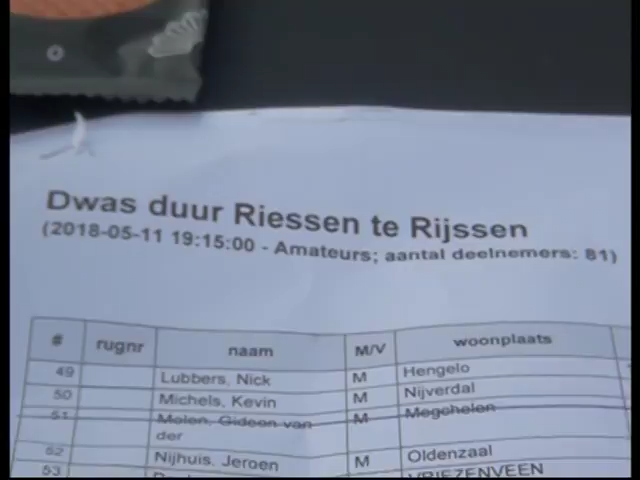 Dwas duur Riessen te Rijssen
(2018-05-11 19:15:00 - Amateurs; aantal deelnemers: 81)
# rugnr naam M/V woonplaats
49 Lubbers, Nick M Hengelo
50 Michels, Kevin M Nijverdal
51 Molen, Gideon van M Megchelen
der
52 Nijhuis, Jeroen M Oldenzaal
53 VRIEZENVEEN